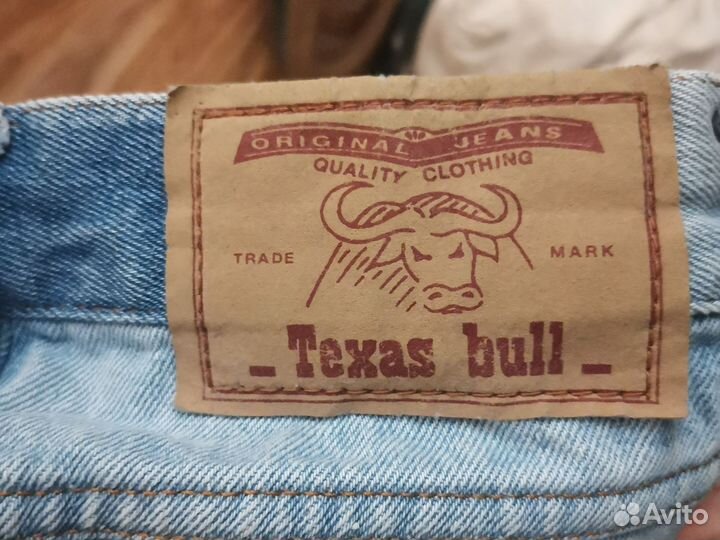 ORIGINAL JEANS
QUALITY CLOTHING
TRADE MARK
_ Texas bull _
Avito